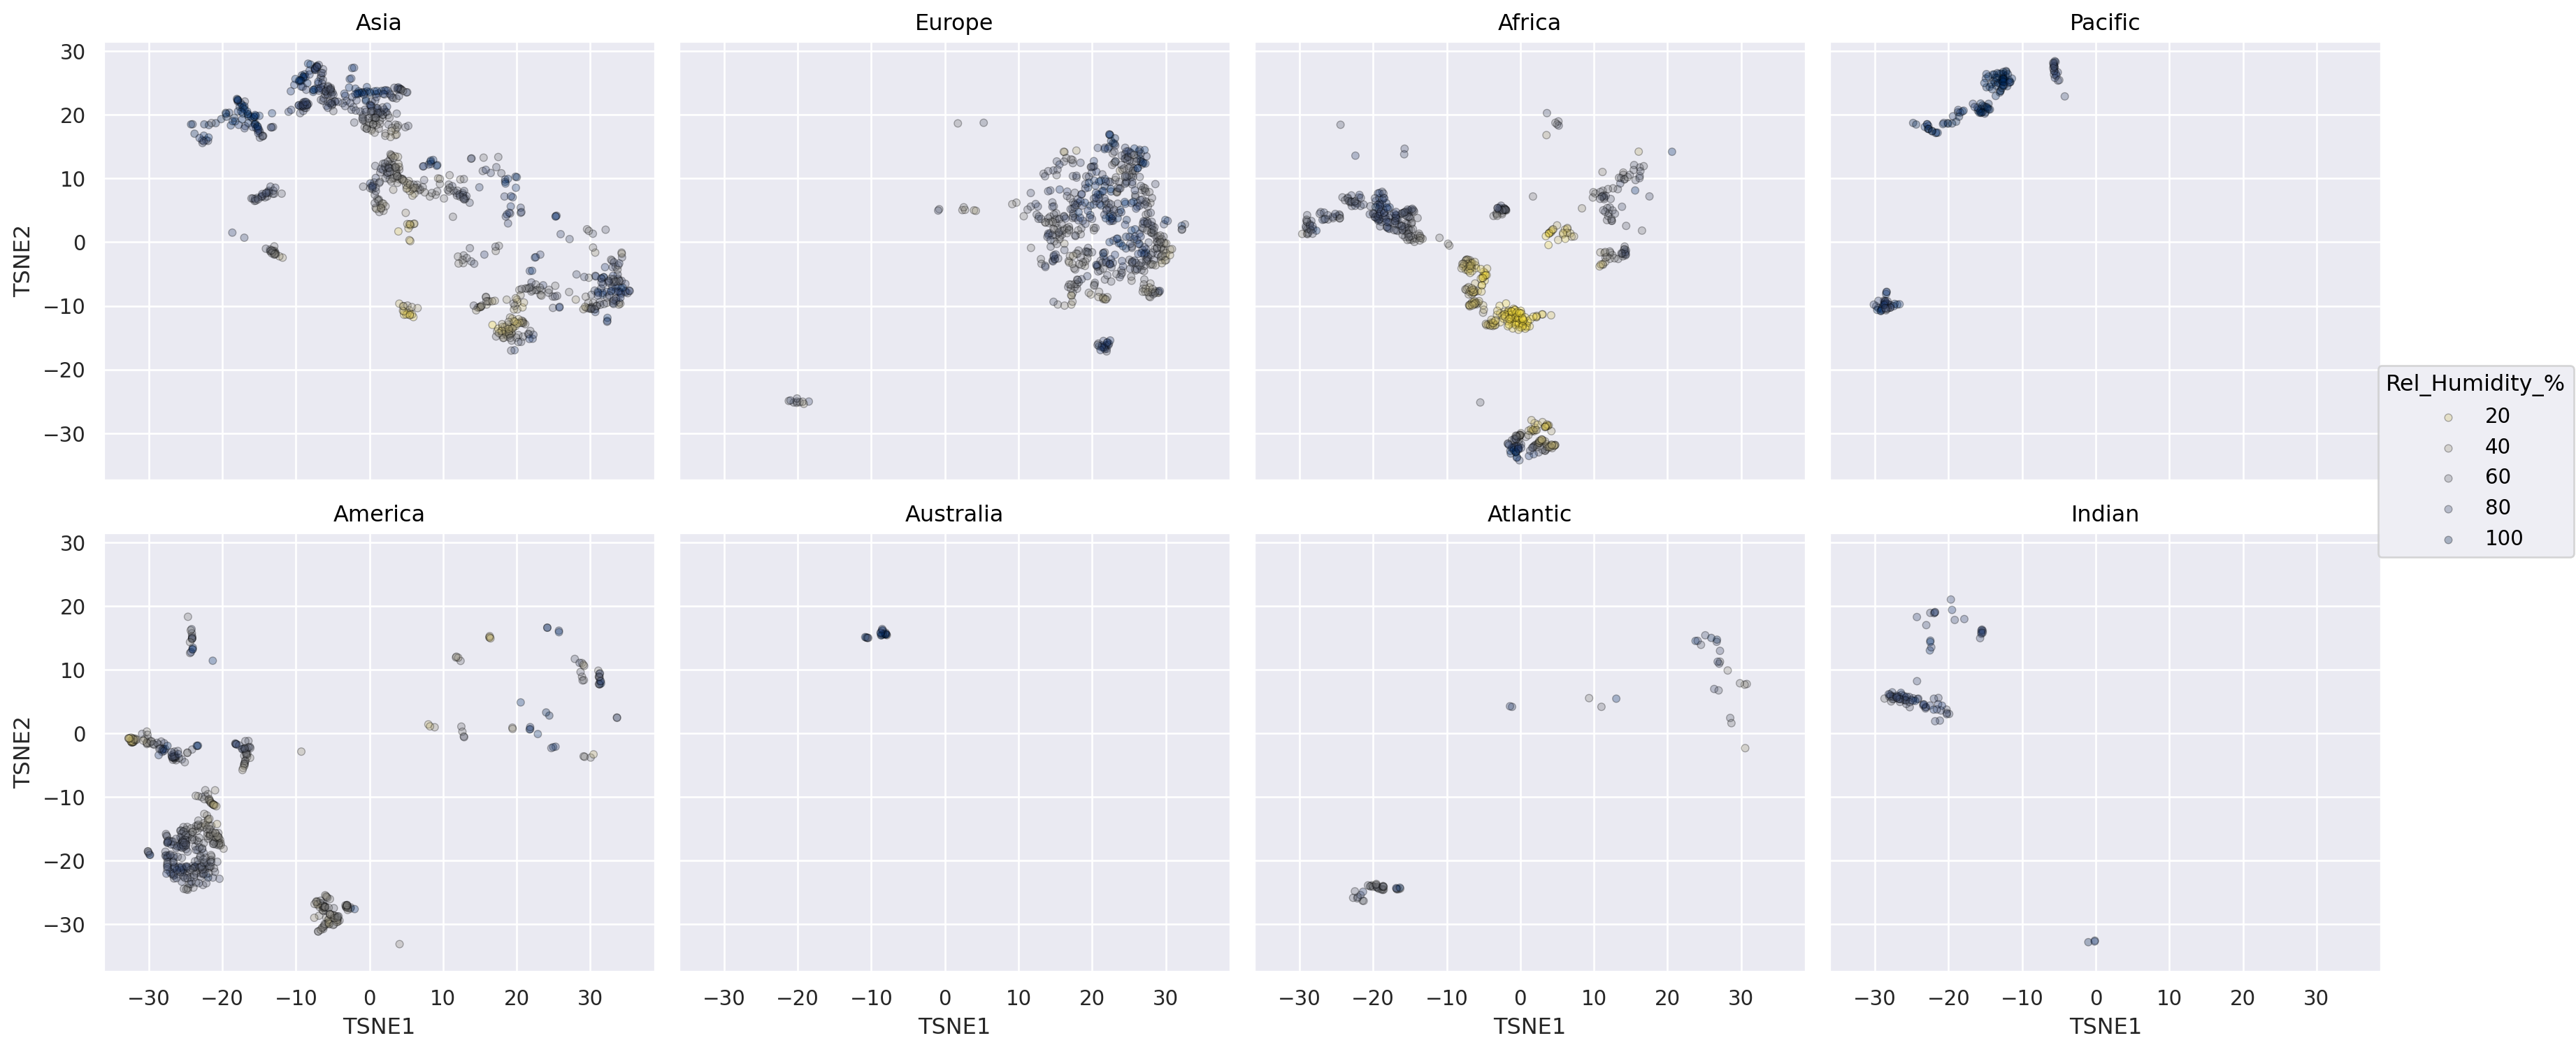 Asia Europe Africa Pacific
30
20
10
0
−10
−20
−30
TSNE2
Rel_Humidity_%
20
40
60
80
100
America Australia Atlantic Indian
30
20
10
0
−10
−20
−30
TSNE2
−30 −20 −10 0 10 20 30 −30 −20 −10 0 10 20 30 −30 −20 −10 0 10 20 30 −30 −20 −10 0 10 20 30
TSNE1 TSNE1 TSNE1 TSNE1